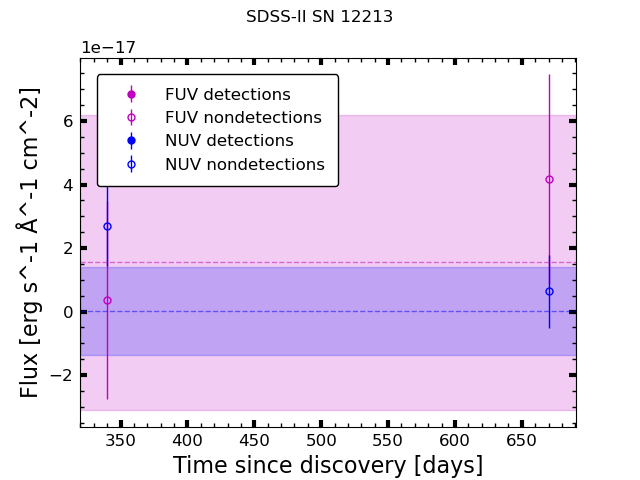 SDSS-II SN 12213
1e−17
FUV detections
FUV nondetections
NUV detections
NUV nondetections
6
4
2
0
−2
Flux [erg s^-1 Å^-1 cm^-2]
350 400 450 500 550 600 650
Time since discovery [days]